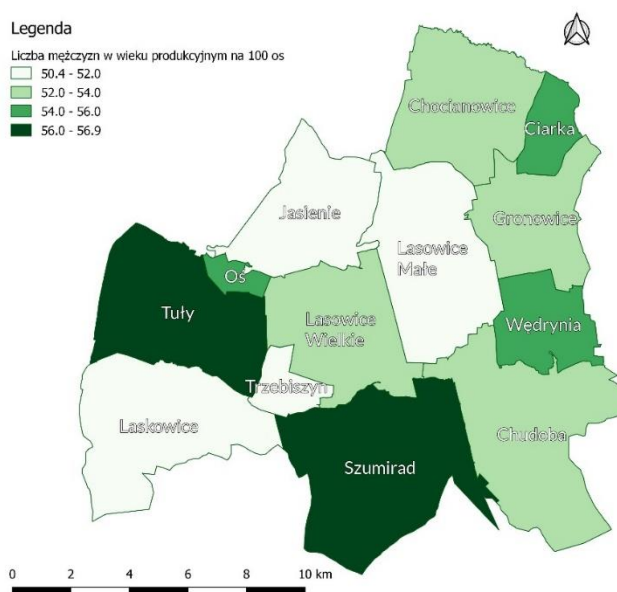 Legenda
Liczba mężczyzn w wieku produkcyjnym na 100 os
50.4 - 52.0
52.0 - 54.0
54.0 - 56.0
56.0 - 56.9
Chocianowice
Ciarka
Jasienie
Gronowice
Lasowice
Małe
Oś
Tuły
Lasowice
Wielkie
Wędrynia
Trzebiszyn
Laskowice
Chudoba
Szumirad
0 2 4 6 8 10 km